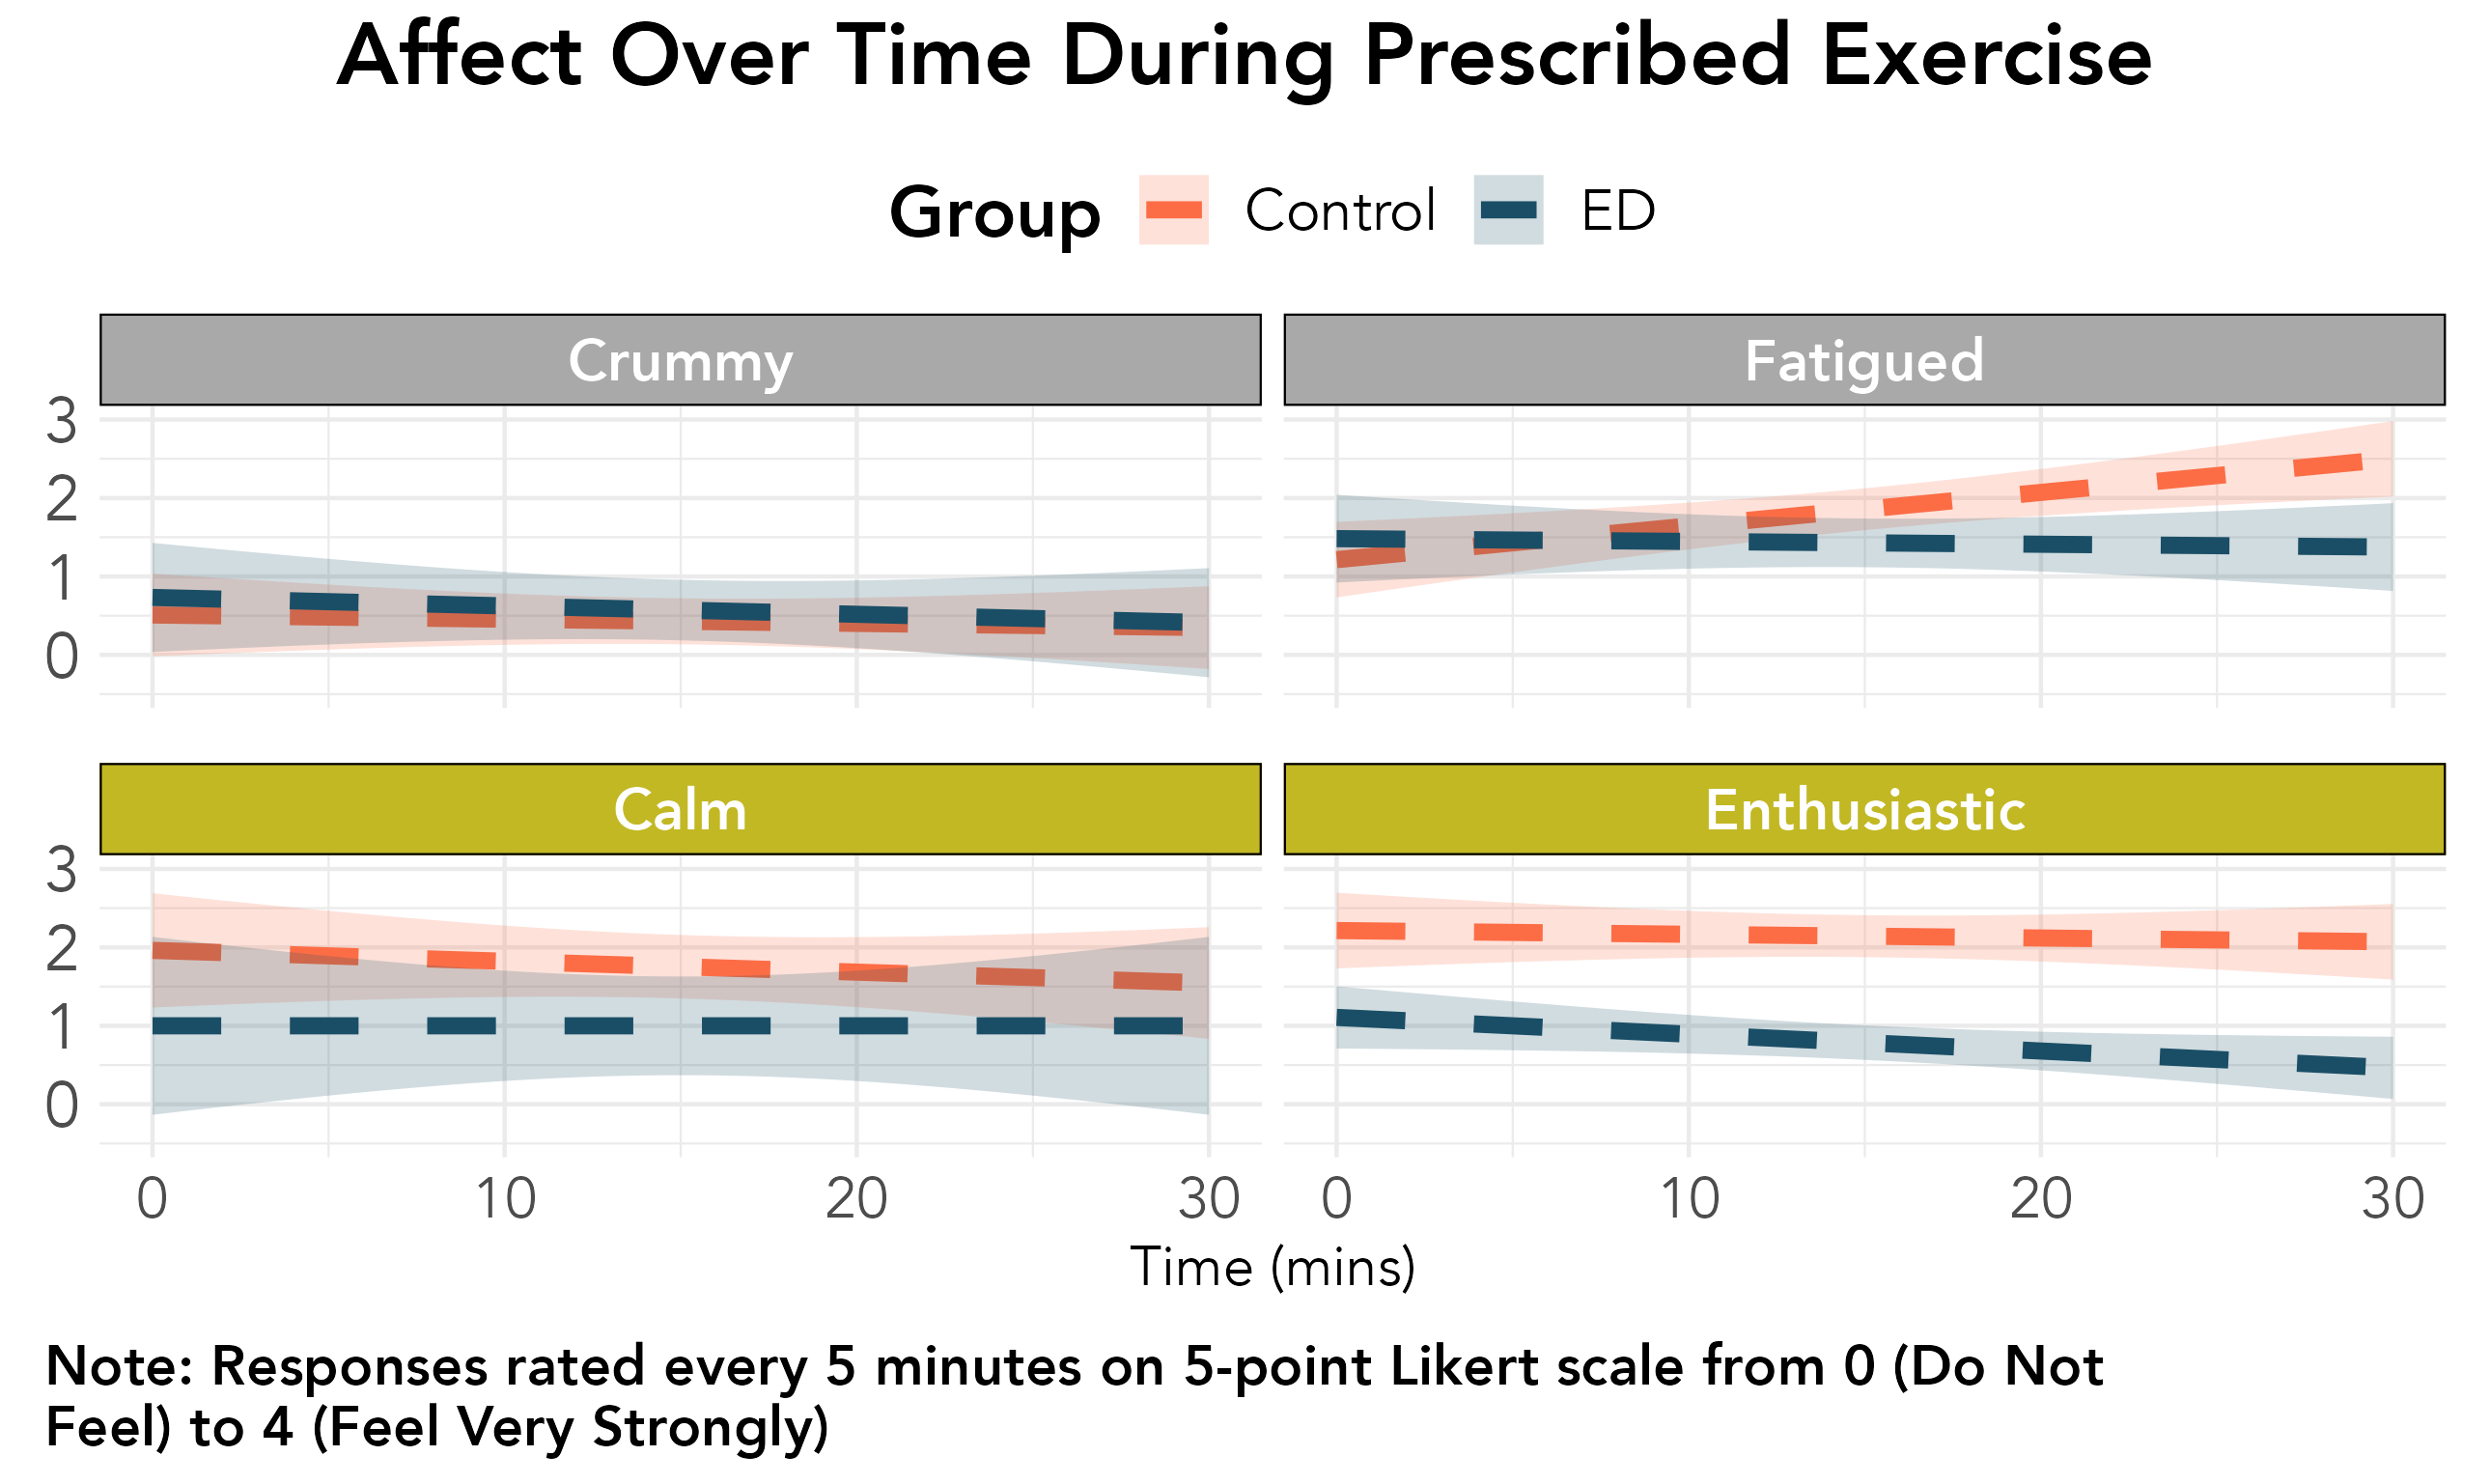 Affect Over Time During Prescribed Exercise
Group Control ED
Crummy Fatigued
3
2
1
0
Calm Enthusiastic
3
2
1
0
0 10 20 30 0 10 20 30
Time (mins)
Note: Responses rated every 5 minutes on 5-point Likert scale from 0 (Do Not
Feel) to 4 (Feel Very Strongly)